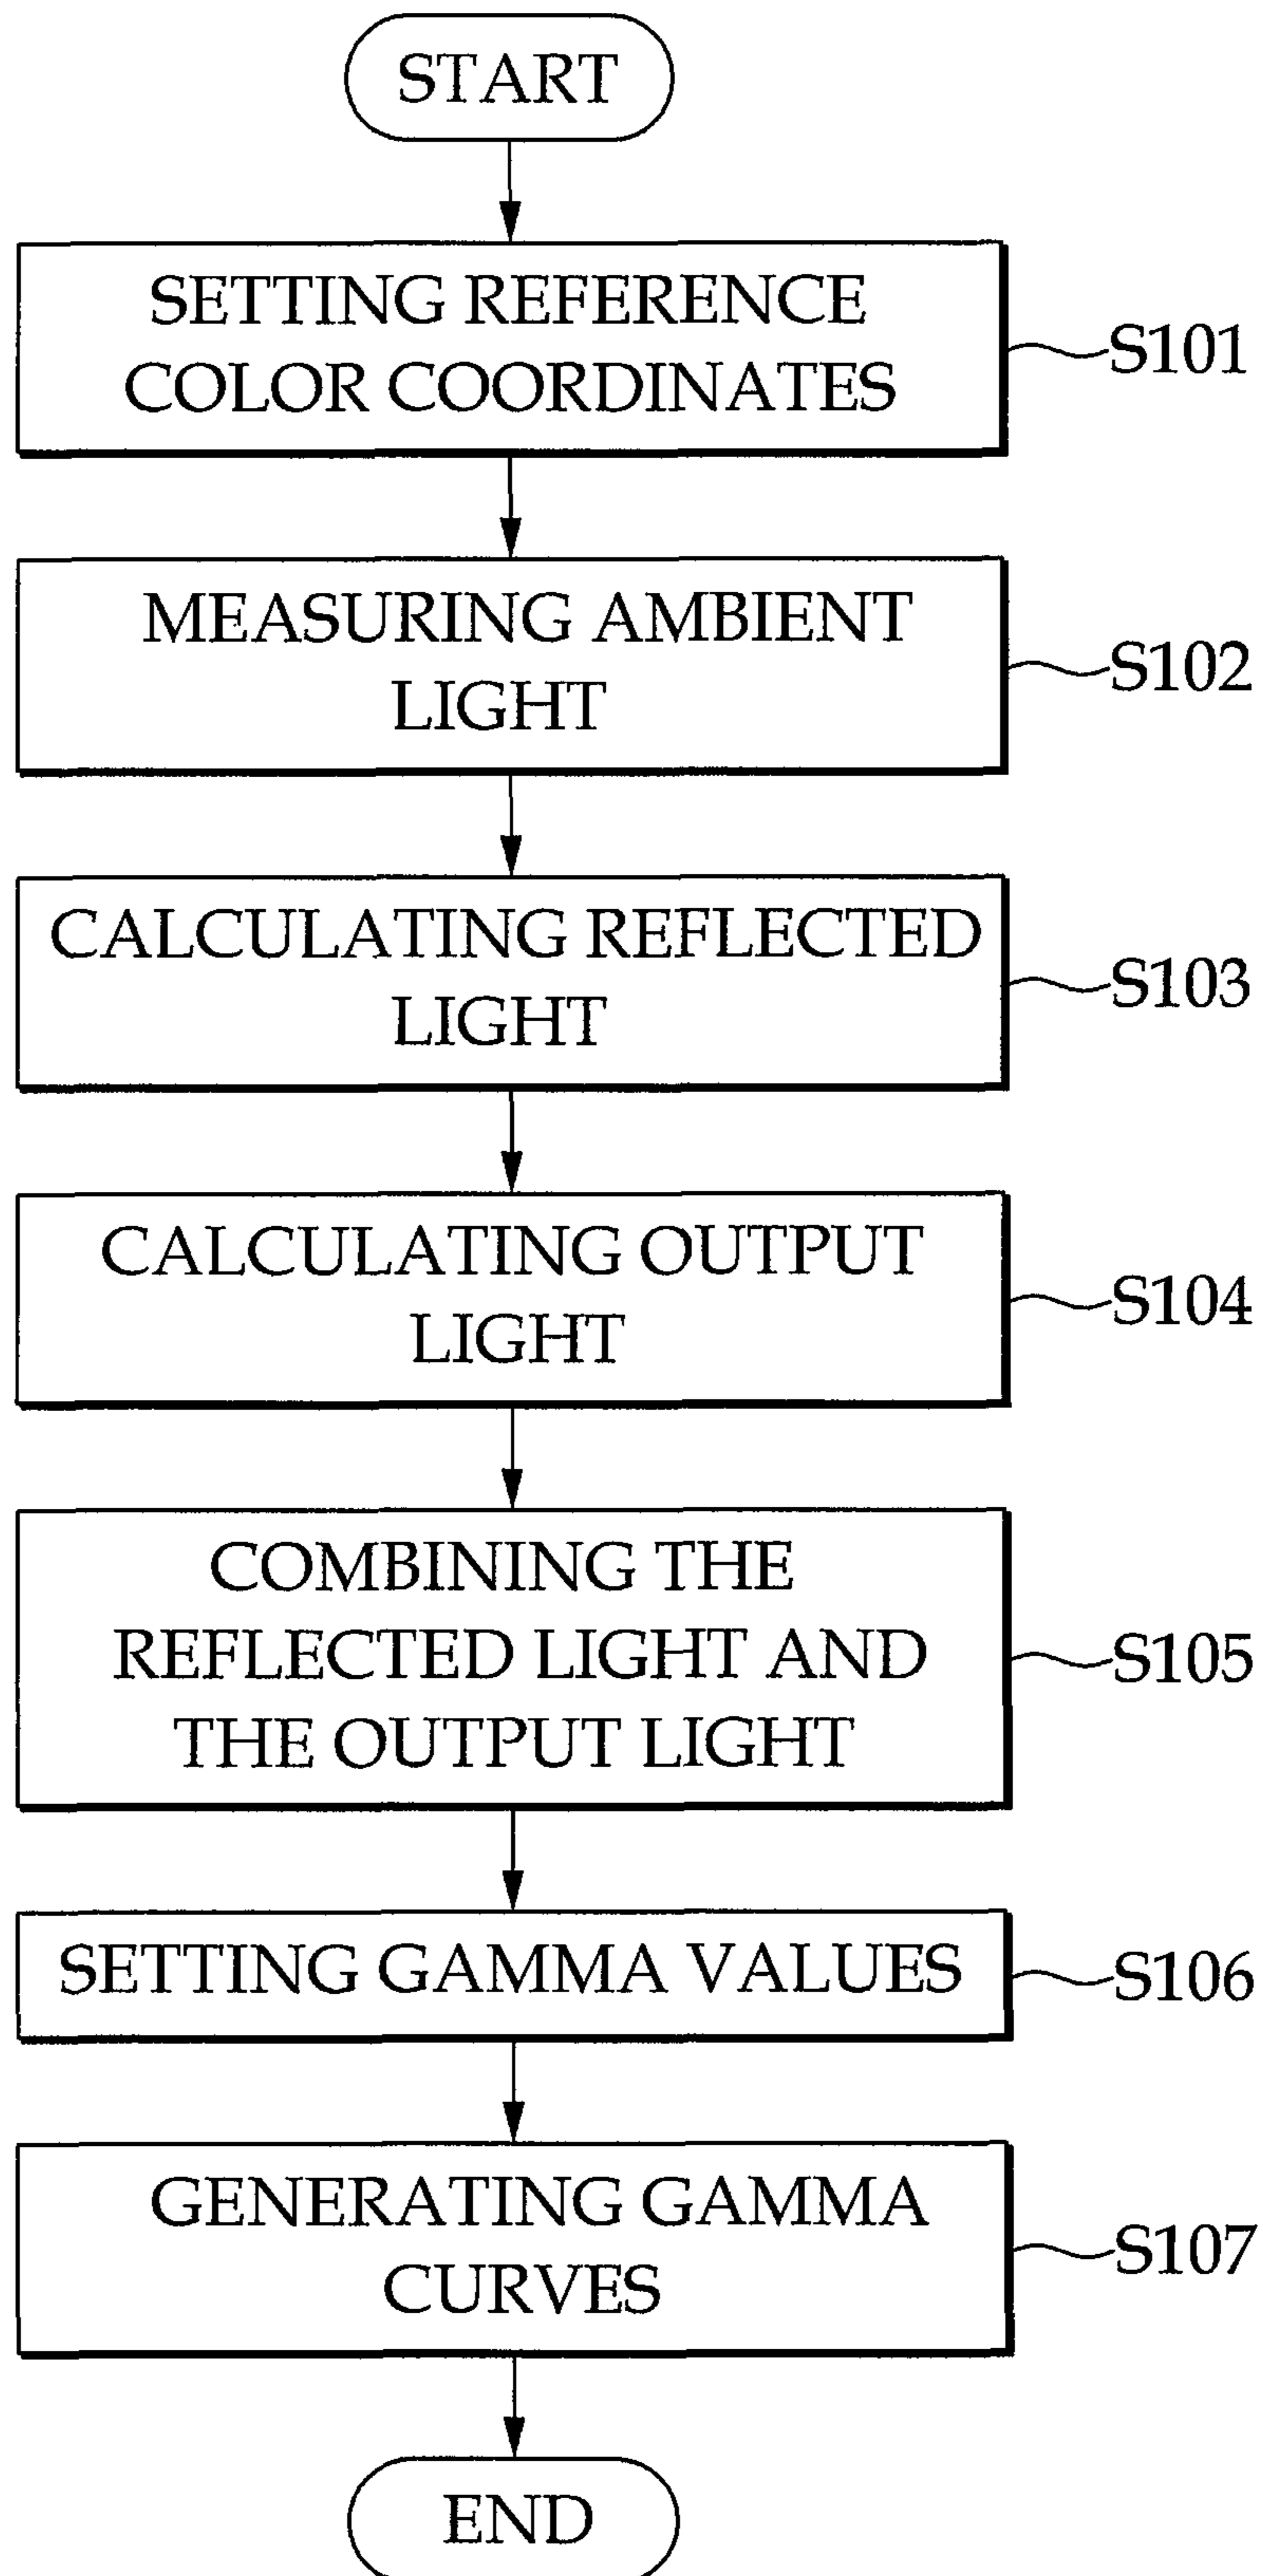 START
SETTING REFERENCE
COLOR COORDINATES
S101
MEASURING AMBIENT
LIGHT
S102
CALCULATING REFLECTED
LIGHT
S103
CALCULATING OUTPUT
LIGHT
S104
COMBINING THE
REFLECTED LIGHT AND
THE OUTPUT LIGHT
S105
SETTING GAMMA VALUES
S106
GENERATING GAMMA
CURVES
S107
END